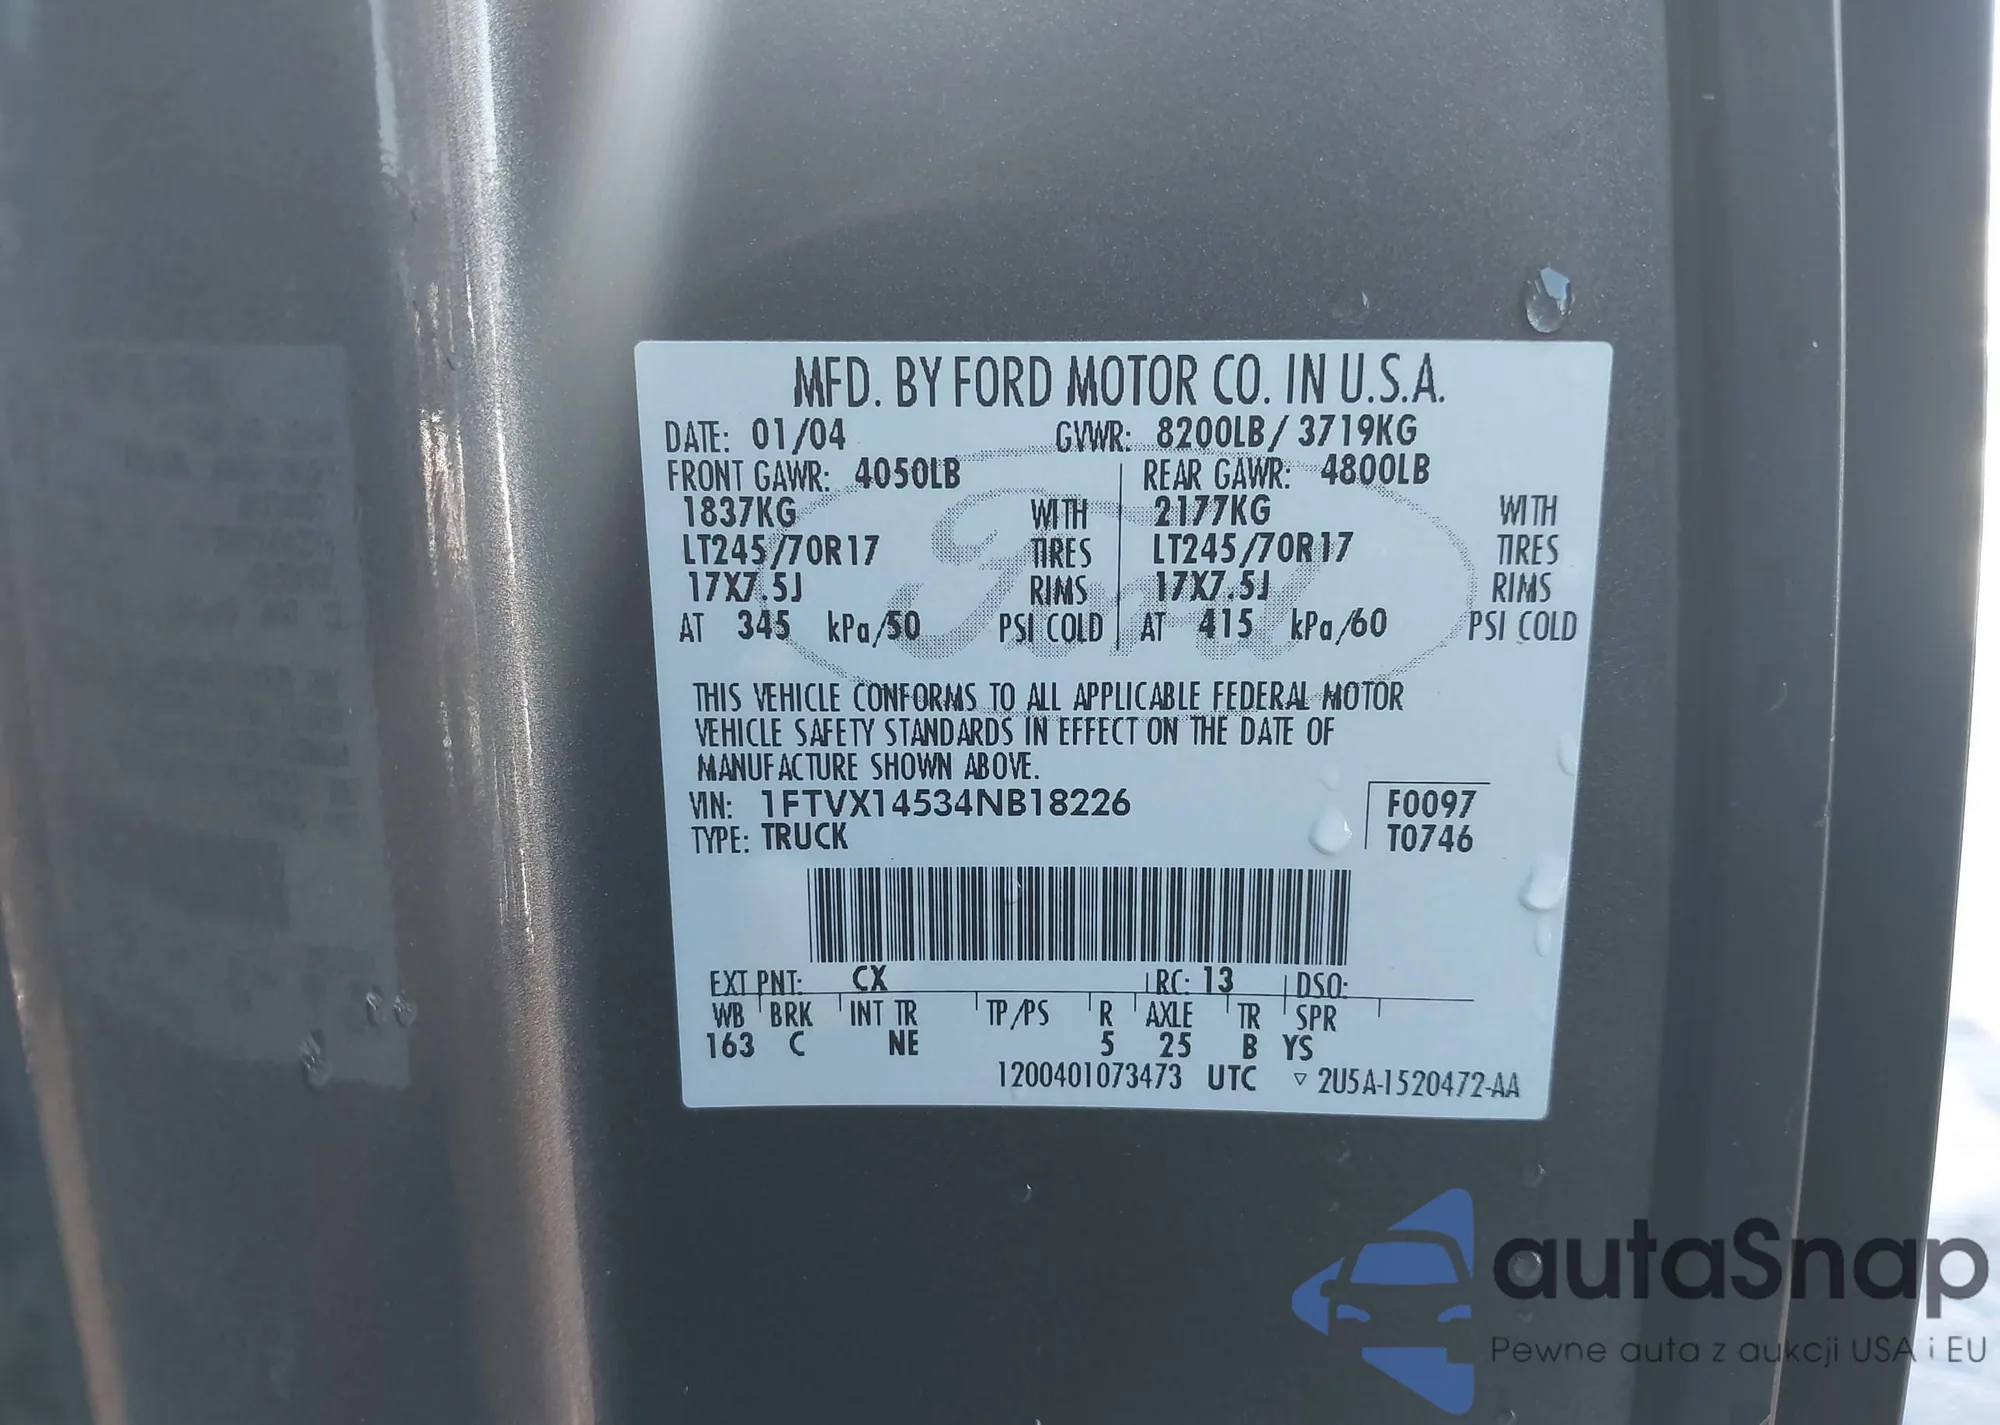 MFD. BY FORD MOTOR CO. IN U.S.A.
DATE: 01/04 GVWR: 8200LB/ 3719KG
FRONT GAWR: 4050LB REAR GAWR: 4800LB
1837KG WITH 2177KG WITH
LT245/70R17 TIRES LT245/70R17 TIRES
17X7.5J RIMS 17X7.5J RIMS
AT 345 kPa/50 PSI COLD AT 415 kPa/60 PSI COLD
Ford
THIS VEHICLE CONFORMS TO ALL APPLICABLE FEDERAL MOTOR
VEHICLE SAFETY STANDARDS IN EFFECT ON THE DATE OF
MANUFACTURE SHOWN ABOVE.
VIN: 1FTVX14534NB18226 F0097
TYPE: TRUCK T0746
EXT PNT: CX RC: 13 DSO:
WB BRK INT TR TP/PS R AXLE TR SPR
163 C NE 5 25 B YS
1200401073473 UTC ▽ 2U5A-1520472-AA
autaSnap
Pewne auta z aukcji USA i EU